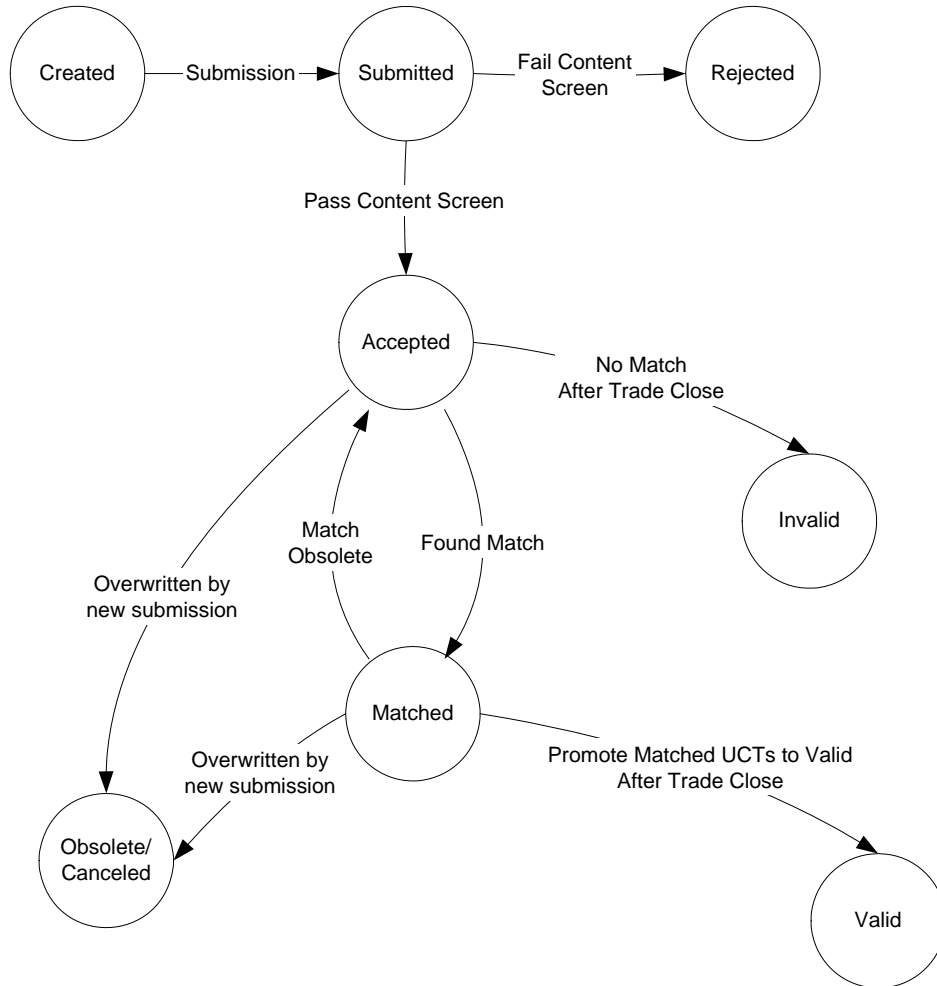 Created
Submission
Submitted
Fail Content
Screen
Rejected
Pass Content Screen
Accepted
No Match
After Trade Close
Invalid
Match
Obsolete
Found Match
Overwritten by
new submission
Matched
Overwritten by
new submission
Promote Matched UCTs to Valid
After Trade Close
Obsolete/
Canceled
Valid